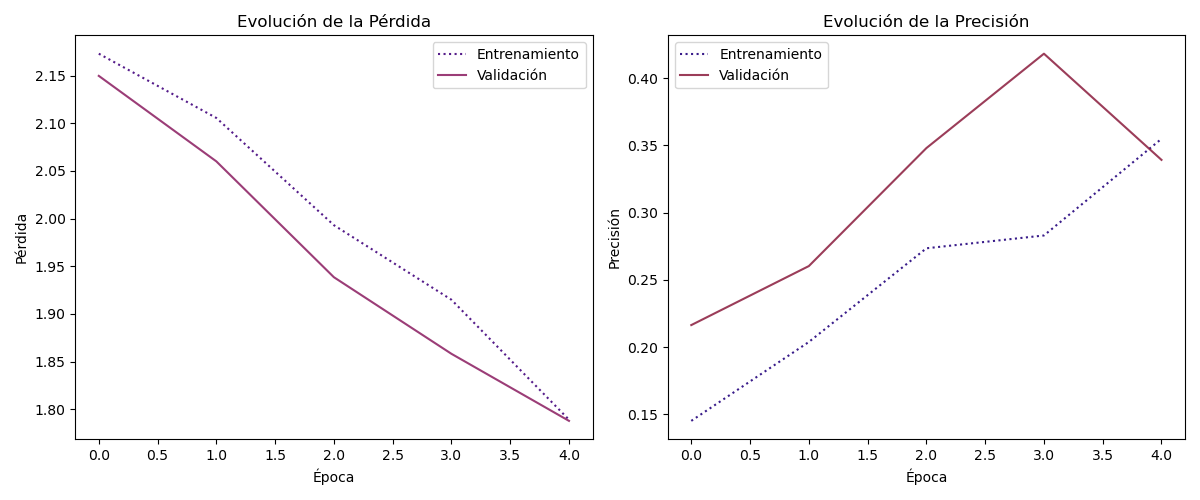 Evolución de la Pérdida
Entrenamiento
Validación
Pérdida
2.15
2.10
2.05
2.00
1.95
1.90
1.85
1.80
0.0 0.5 1.0 1.5 2.0 2.5 3.0 3.5 4.0
Época
Evolución de la Precisión
Entrenamiento
Validación
Precisión
0.40
0.35
0.30
0.25
0.20
0.15
0.0 0.5 1.0 1.5 2.0 2.5 3.0 3.5 4.0
Época